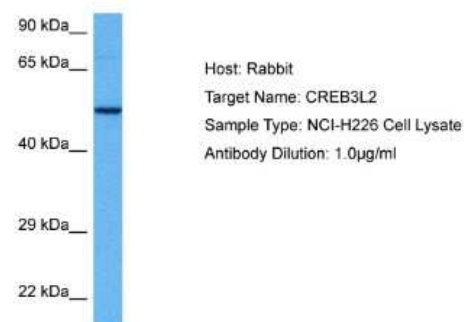 90 kDa__
65 kDa__
40 kDa__
29 kDa__
22 kDa__
Host: Rabbit
Target Name: CREB3L2
Sample Type: NCI-H226 Cell Lysate
Antibody Dilution: 1.0µg/ml